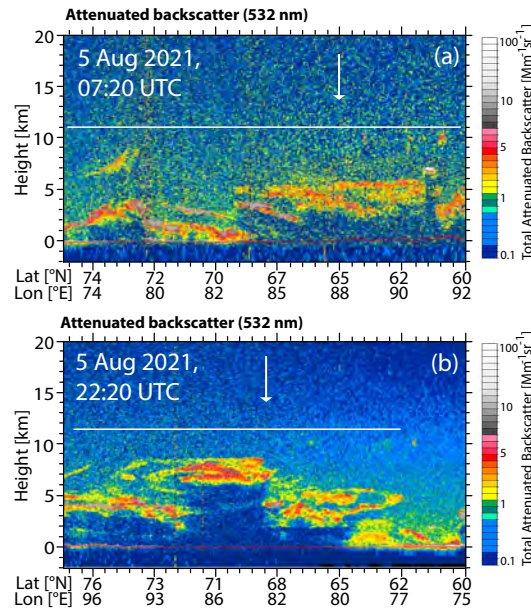 Attenuated backscatter (532 nm)
20
15
10
5
0
Height [km]
5 Aug 2021,
07:20 UTC
(a)
100
10
1
0.1
Total Attenuated Backscatter [Mm⁻¹sr⁻¹]
Lat [°N] 74 72 70 67 65 62 60
Lon [°E] 74 80 82 85 88 90 92
Attenuated backscatter (532 nm)
20
15
10
5
0
Height [km]
5 Aug 2021,
22:20 UTC
(b)
100
10
1
0.1
Total Attenuated Backscatter [Mm⁻¹sr⁻¹]
Lat [°N] 76 73 71 68 65 62 60
Lon [°E] 96 93 86 82 80 77 75